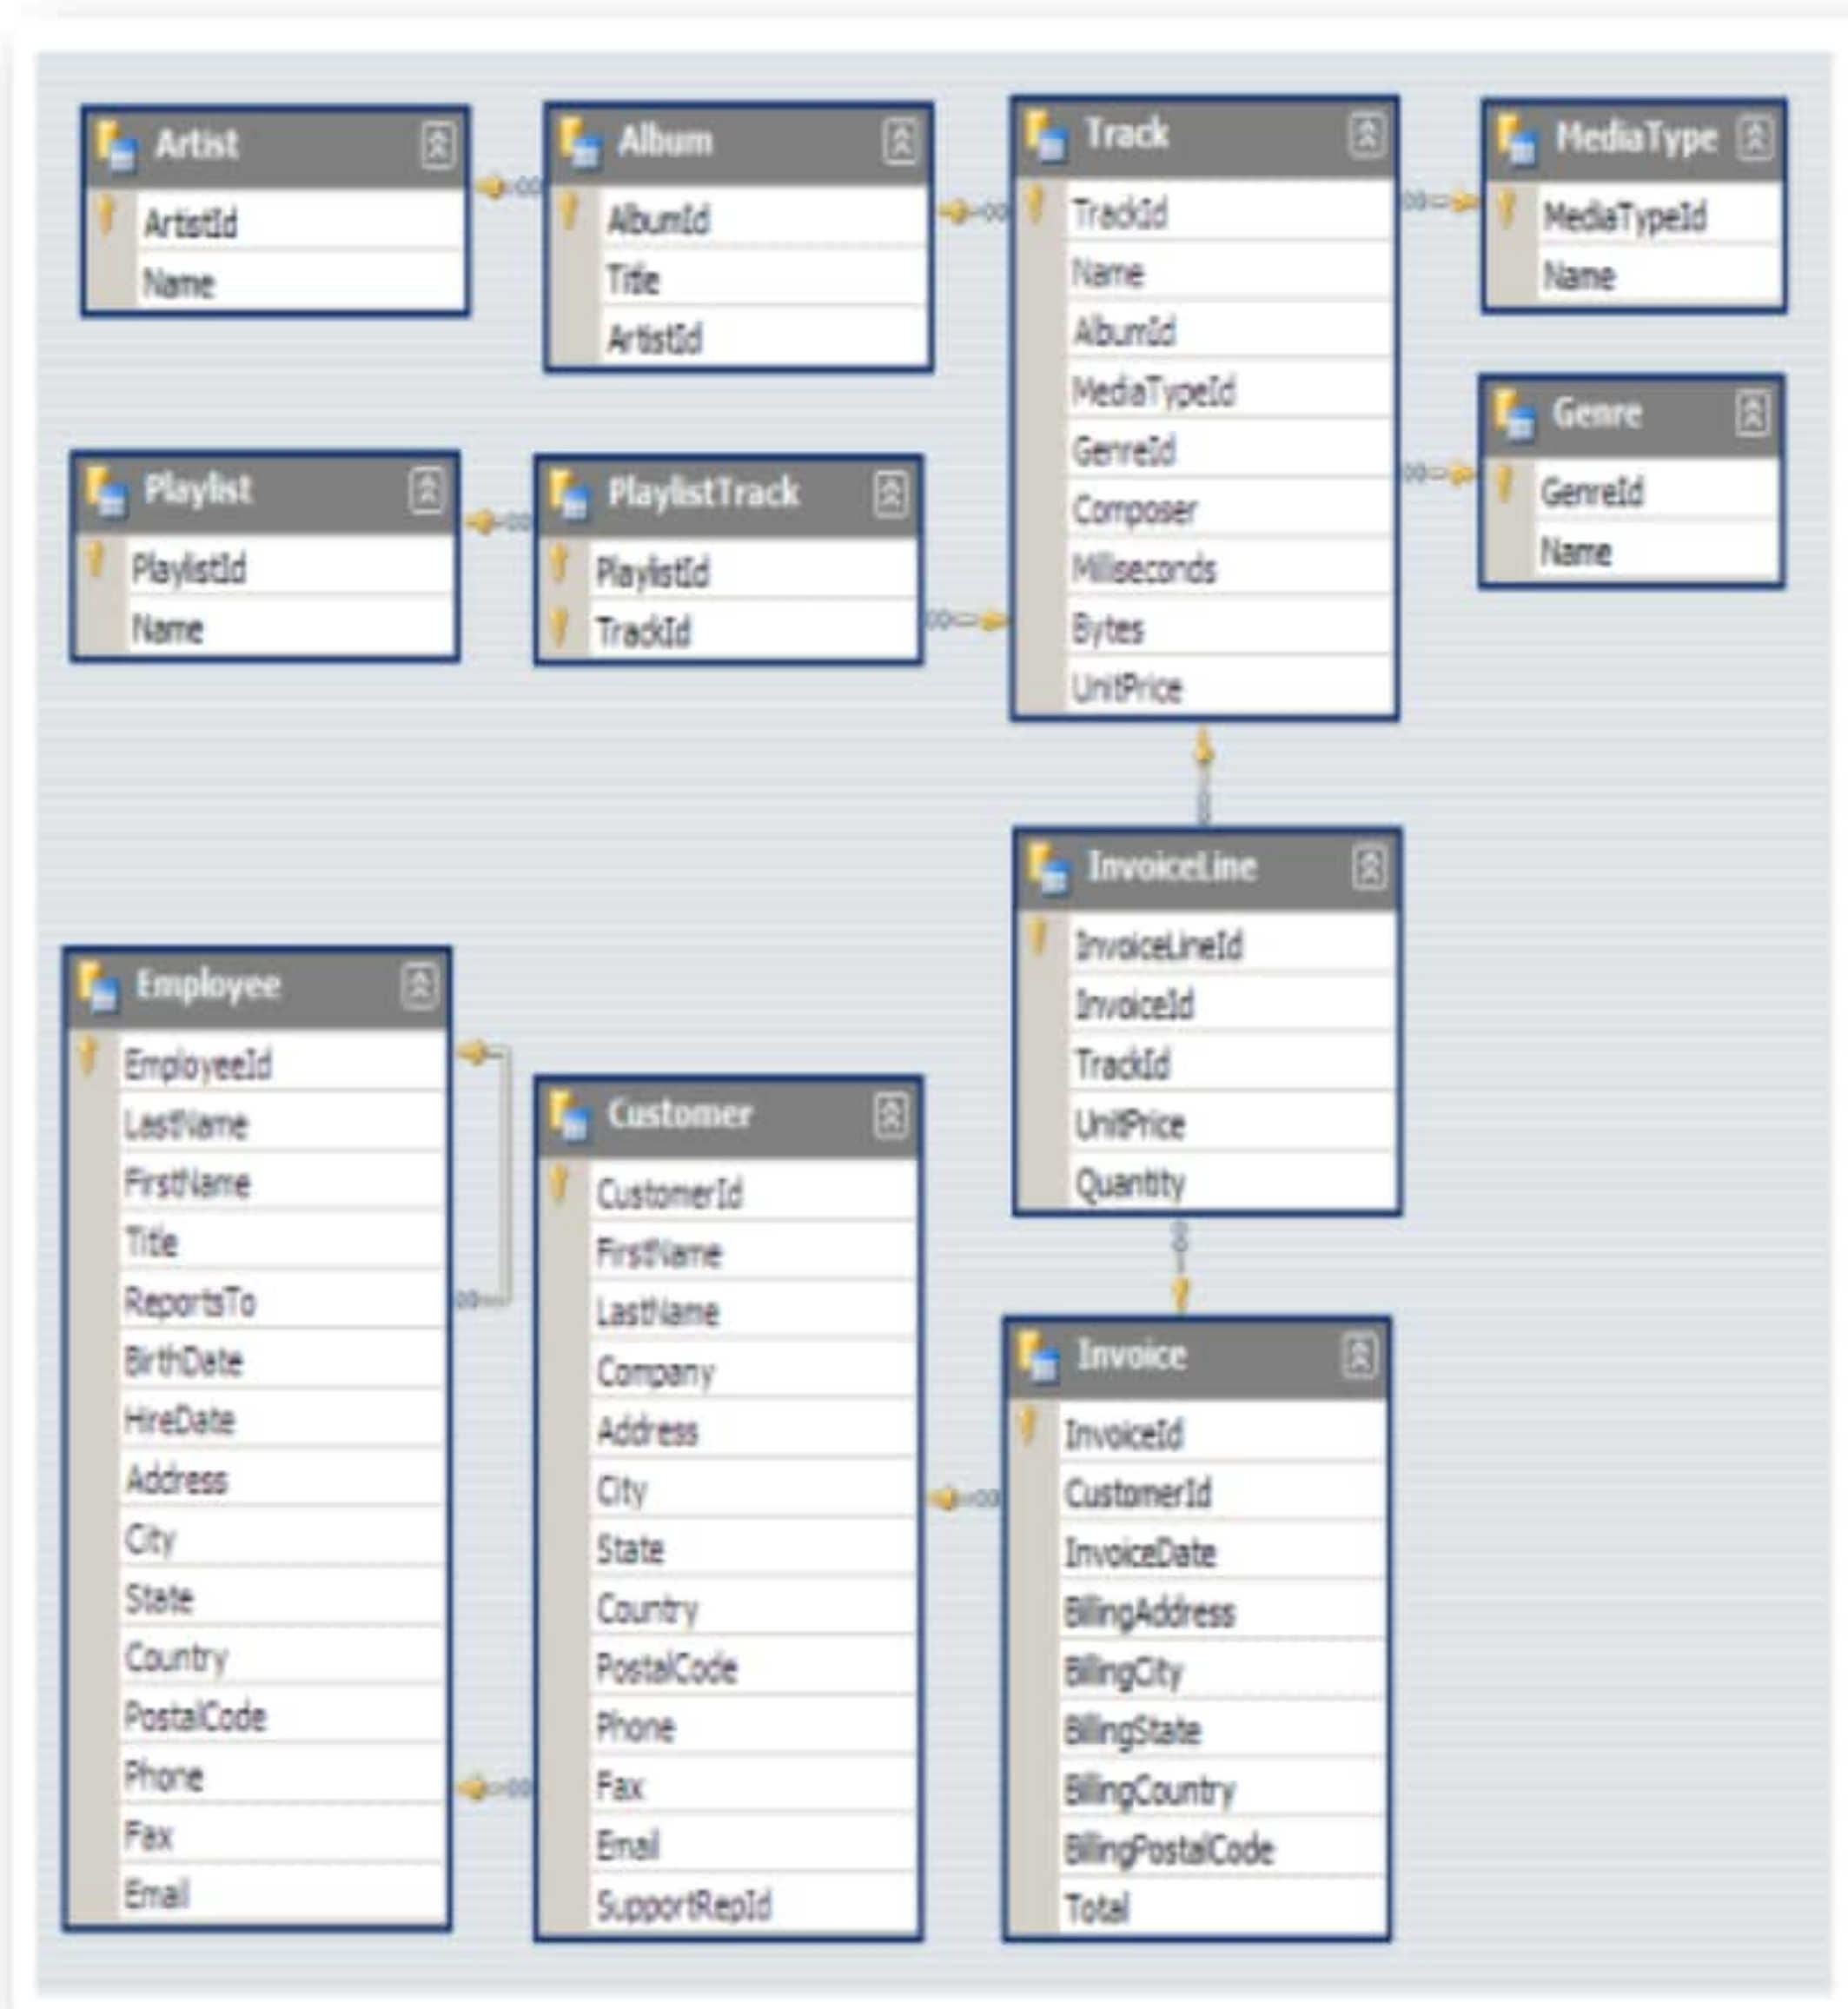 Artist
ArtistId
Name
Album
AlbumId
Title
ArtistId
Track
TrackId
Name
AlbumId
MediaTypeId
GenreId
Composer
Milliseconds
Bytes
UnitPrice
MediaType
MediaTypeId
Name
Genre
GenreId
Name
Playlist
PlaylistId
Name
PlaylistTrack
PlaylistId
TrackId
InvoiceLine
InvoiceLineId
InvoiceId
TrackId
UnitPrice
Quantity
Employee
EmployeeId
LastName
FirstName
Title
ReportsTo
BirthDate
HireDate
Address
City
State
Country
PostalCode
Phone
Fax
Email
Customer
CustomerId
FirstName
LastName
Company
Address
City
State
Country
PostalCode
Phone
Fax
Email
SupportRepId
Invoice
InvoiceId
CustomerId
InvoiceDate
BillingAddress
BillingCity
BillingState
BillingCountry
BillingPostalCode
Total